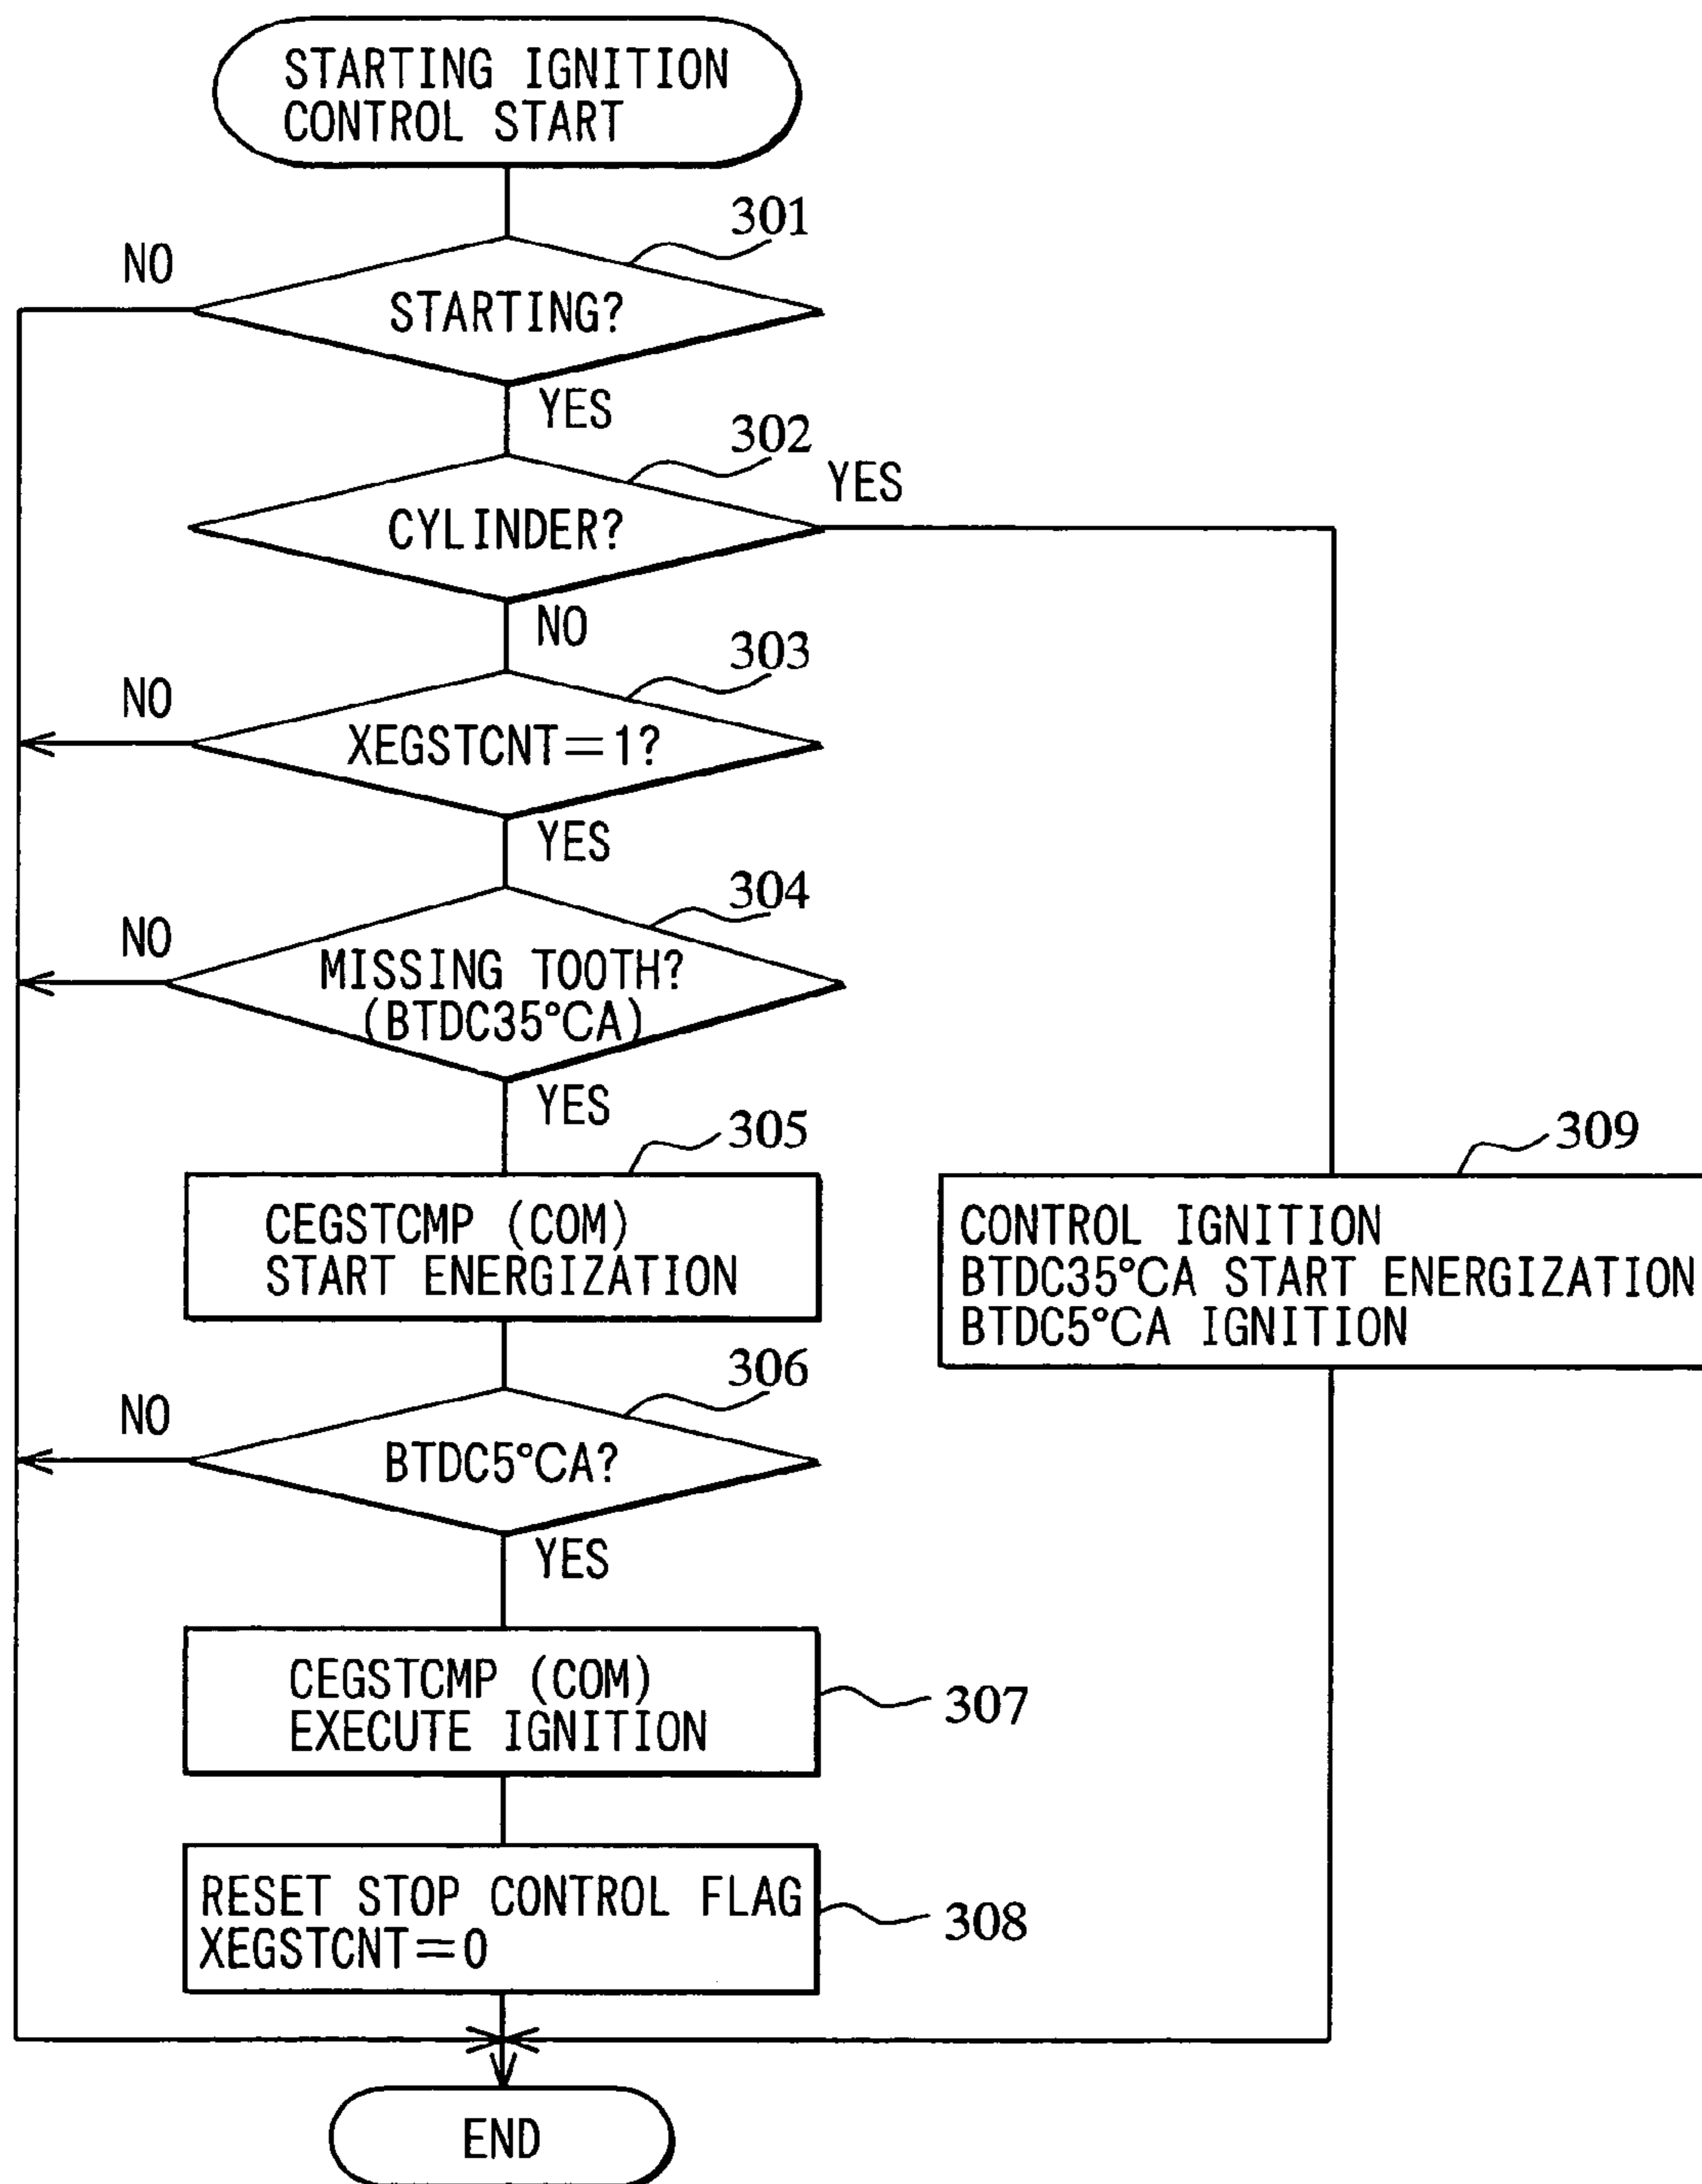 STARTING IGNITION
CONTROL START
301
NO
STARTING?
YES
302
YES
CYLINDER?
NO
303
NO
XEGSTCNT=1?
YES
304
NO
MISSING TOOTH?
(BTDC35°CA)
YES
305
CEGSTCMP (COM)
START ENERGIZATION
309
CONTROL IGNITION
BTDC35°CA START ENERGIZATION
BTDC5°CA IGNITION
306
NO
BTDC5°CA?
YES
CEGSTCMP (COM)
EXECUTE IGNITION
307
RESET STOP CONTROL FLAG
XEGSTCNT=0
308
END